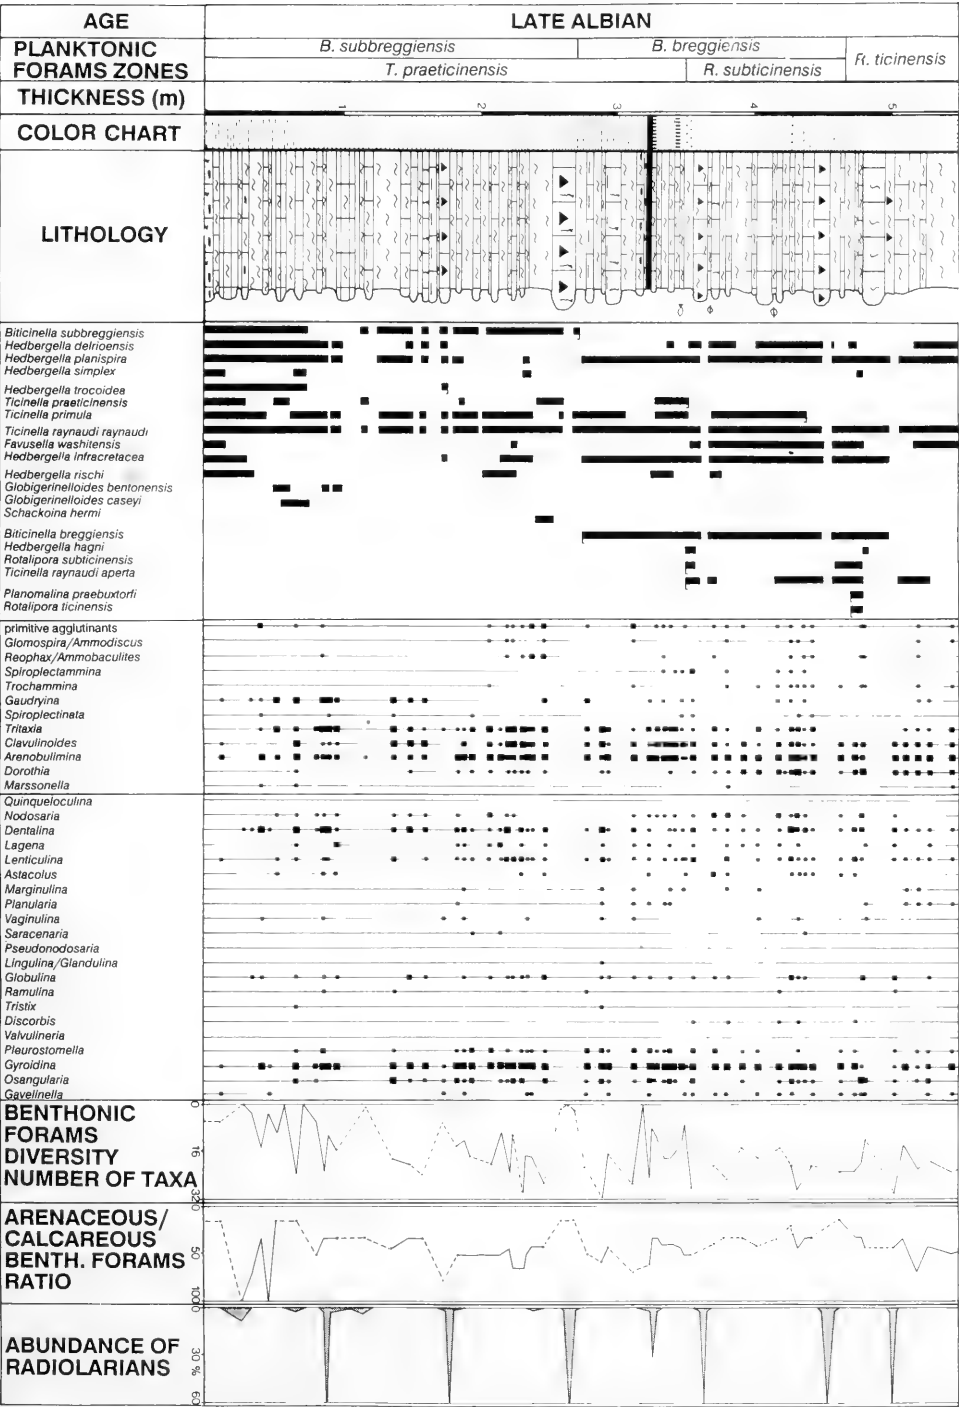 AGE
LATE ALBIAN
PLANKTONIC
FORAMS ZONES
B. subbreggiensis
B. breggiensis
R. ticinensis
T. praeticinensis
R. subticinensis
THICKNESS (m)
1
2
3
4
5
COLOR CHART
LITHOLOGY
Biticinella subbreggiensis
Hedbergella delrioensis
Hedbergella planispira
Hedbergella simplex
Hedbergella trocoidea
Ticinella praeticinensis
Ticinella primula
Ticinella raynaudi raynaudi
Favusella washitensis
Hedbergella infracretacea
Hedbergella rischi
Globigerinelloides bentonensis
Globigerinelloides caseyi
Schackoina hermi
Biticinella breggiensis
Hedbergella hagni
Rotalipora subticinensis
Ticinella raynaudi aperta
Planomalina praebuxtorfi
Rotalipora ticinensis
primitive agglutinants
Glomospira/Ammodiscus
Reophax/Ammobaculites
Spiroplectammina
Trochammina
Gaudryina
Spiroplectinata
Tritaxia
Clavulinoides
Arenobulimina
Dorothia
Marssonella
Quinqueloculina
Nodosaria
Dentalina
Lagena
Lenticulina
Astacolus
Marginulina
Planularia
Vaginulina
Saracenaria
Pseudonodosaria
Lingulina/Glandulina
Globulina
Ramulina
Tristix
Discorbis
Valvulineria
Pleurostomella
Gyroidina
Osangularia
Gavelinella
BENTHONIC
FORAMS
DIVERSITY
NUMBER OF TAXA
0
16
32
ARENACEOUS/
CALCAREOUS
BENTH. FORAMS
RATIO
0
50
100
ABUNDANCE OF
RADIOLARIANS
0
30 %
60